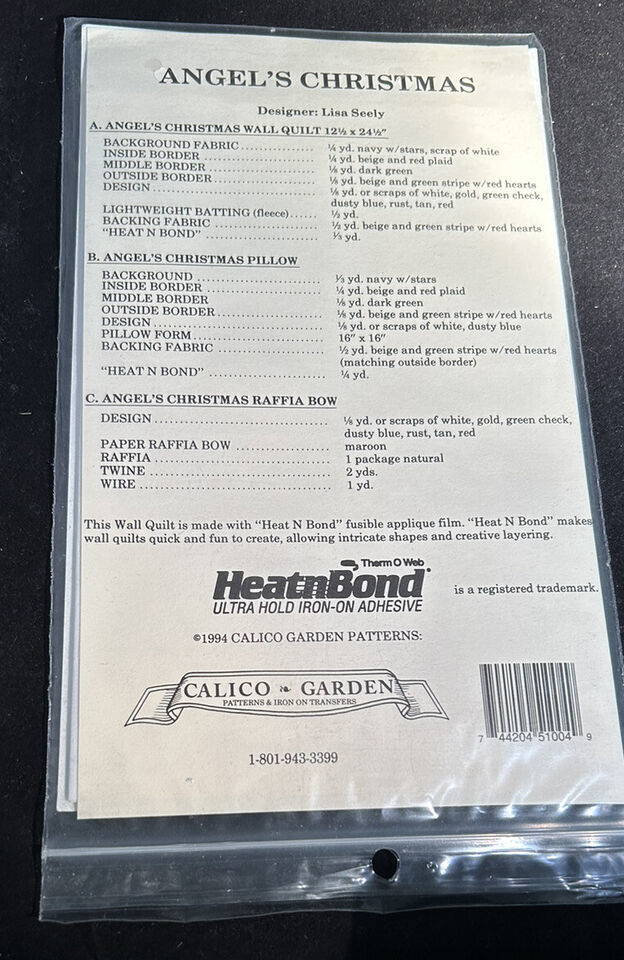 ANGEL'S CHRISTMAS
Designer: Lisa Seely
A. ANGEL'S CHRISTMAS WALL QUILT 12½ x 24½"
BACKGROUND FABRIC .............. ¼ yd. navy w/stars, scrap of white
INSIDE BORDER .................... ¼ yd. beige and red plaid
MIDDLE BORDER .................... ⅛ yd. dark green
OUTSIDE BORDER .................... ⅛ yd. beige and green stripe w/red hearts
DESIGN .............................. ⅛ yd. or scraps of white, gold, green check,
dusty blue, rust, tan, red
LIGHTWEIGHT BATTING (fleece) ...... ½ yd.
BACKING FABRIC .................... ½ yd. beige and green stripe w/red hearts
"HEAT N BOND" .................... ⅓ yd.
B. ANGEL'S CHRISTMAS PILLOW
BACKGROUND ...................... ⅓ yd. navy w/stars
INSIDE BORDER .................... ¼ yd. beige and red plaid
MIDDLE BORDER ⅛ yd. dark green
OUTSIDE BORDER .................... ⅛ yd. beige and green stripe w/red hearts
DESIGN .............................. ⅛ yd. or scraps of white, dusty blue
PILLOW FORM ...................... 16" x 16"
BACKING FABRIC .................... ½ yd. beige and green stripe w/red hearts
(matching outside border)
"HEAT N BOND" .................... ¼ yd.
C. ANGEL'S CHRISTMAS RAFFIA BOW
DESIGN .............................. ⅛ yd. or scraps of white, gold, green check,
dusty blue, rust, tan, red
PAPER RAFFIA BOW ................ maroon
RAFFIA .............................. 1 package natural
TWINE .............................. 2 yds.
WIRE .............................. 1 yd.
This Wall Quilt is made with "Heat N Bond" fusible applique film. "Heat N Bond" makes
wall quilts quick and fun to create, allowing intricate shapes and creative layering.
Therm O Web
HeatnBond is a registered trademark.
ULTRA HOLD IRON-ON ADHESIVE
©1994 CALICO GARDEN PATTERNS:
CALICO GARDEN
PATTERNS & IRON ON TRANSFERS
7 44204 51004 9
1-801-943-3399